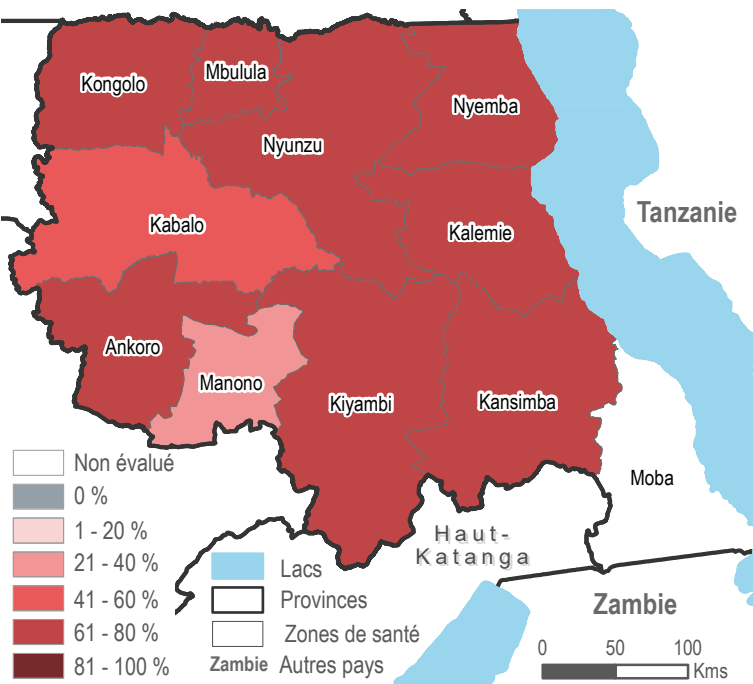 Kongolo
Mbulula
Nyemba
Nyunzu
Tanzanie
Kabalo
Kalemie
Ankoro
Manono
Kiyambi
Kansimba
Moba
Non évalué
0 %
1 - 20 %
21 - 40 %
41 - 60 %
61 - 80 %
81 - 100 %
Haut-
Katanga
Lacs
Provinces
Zones de santé
Zambie Autres pays
Zambie
0 50 100
Kms